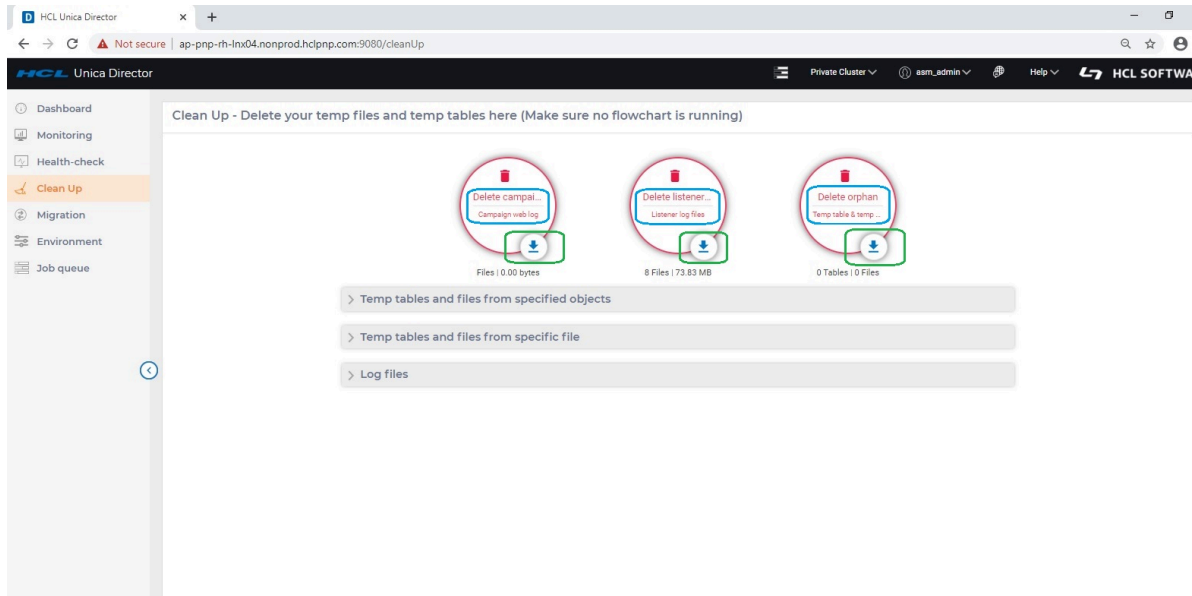 D HCL Unica Director
Not secure | ap-pnp-rh-lnx04.nonprod.hclpnp.com:9080/cleanUp
HCL Unica Director
Private Cluster
asm_admin
Help
HCL SOFTWA
Dashboard
Monitoring
Health-check
Clean Up
Migration
Environment
Job queue
Clean Up - Delete your temp files and temp tables here (Make sure no flowchart is running)
Delete campai...
Campaign web log
Files | 0.00 bytes
Delete listener...
Listener log files
8 Files | 73.83 MB
Delete orphan
Temp table & temp ...
0 Tables | 0 Files
Temp tables and files from specified objects
Temp tables and files from specific file
Log files